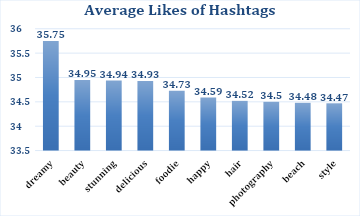 Average Likes of Hashtags
36
35.5
35
34.5
34
33.5
35.75
34.95
34.94
34.93
34.73
34.59
34.52
34.5
34.48
34.47
dreamy
beauty
stunning
delicious
foodie
happy
hair
photography
beach
style